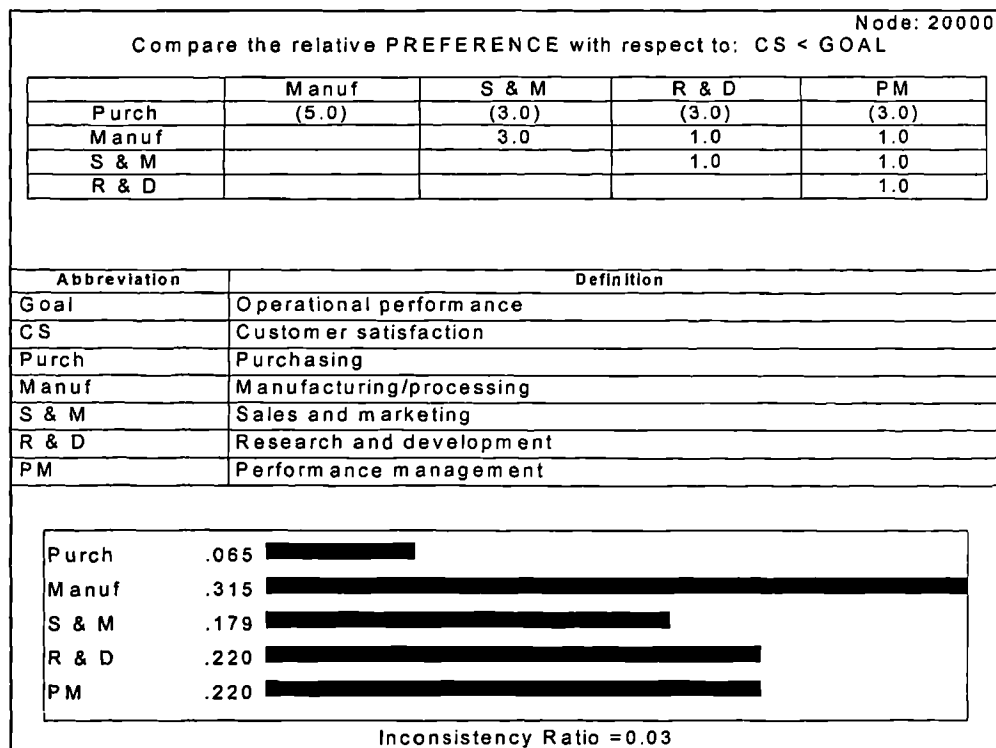 Node: 20000
Compare the relative PREFERENCE with respect to: CS < GOAL
Manuf S & M R & D PM
Purch (5.0) (3.0) (3.0) (3.0)
Manuf 3.0 1.0 1.0
S & M 1.0 1.0
R & D 1.0
Abbreviation Definition
Goal Operational performance
CS Customer satisfaction
Purch Purchasing
Manuf Manufacturing/processing
S & M Sales and marketing
R & D Research and development
PM Performance management
Purch .065
Manuf .315
S & M .179
R & D .220
PM .220
Inconsistency Ratio =0.03